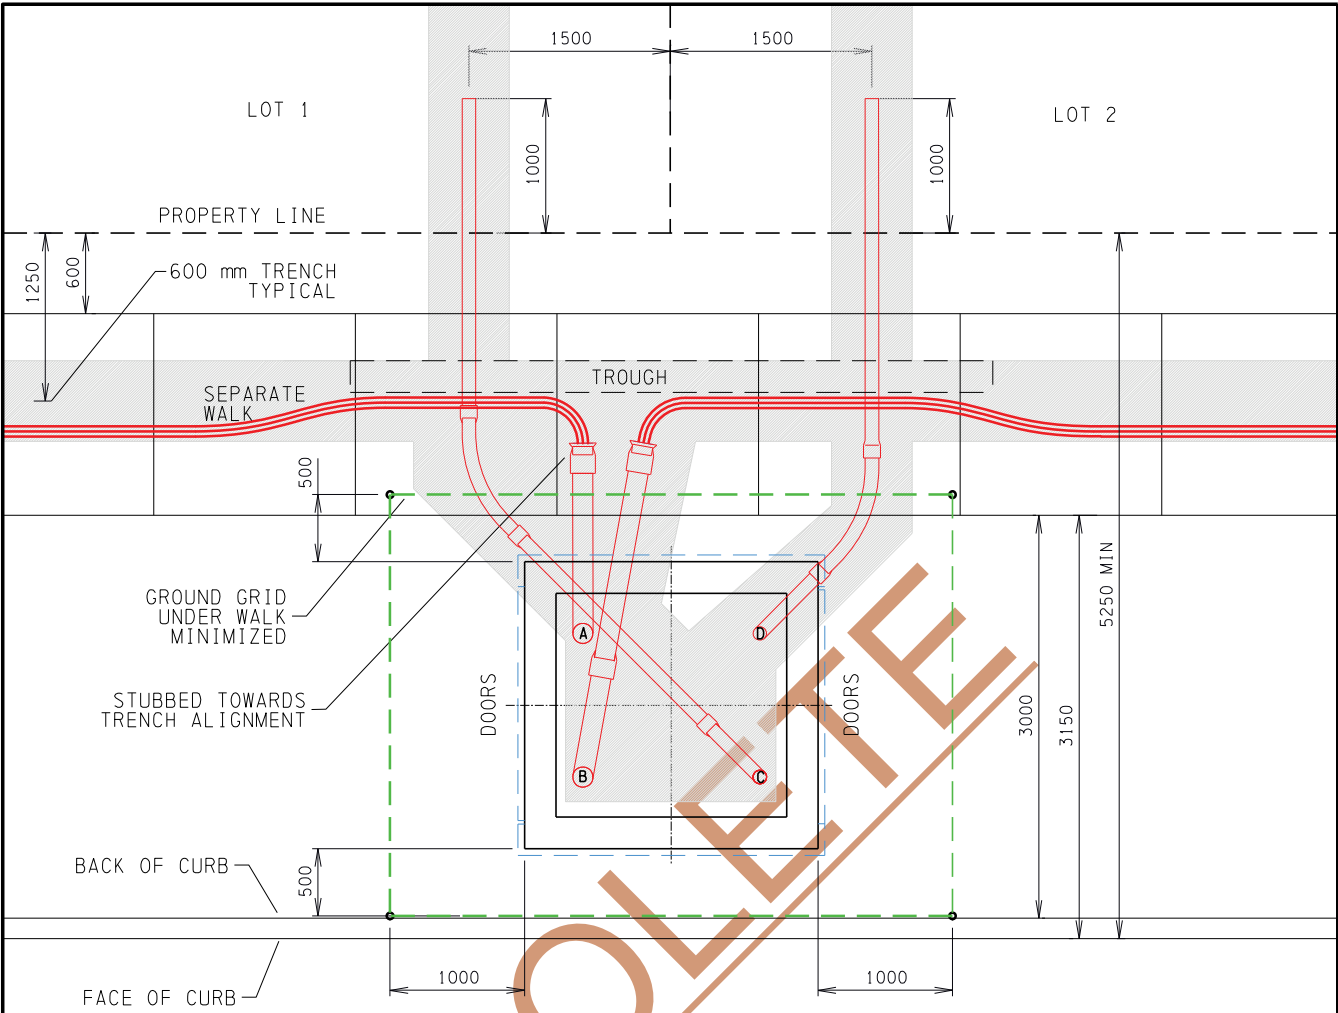 1500
1500
LOT 1
LOT 2
1000
1000
PROPERTY LINE
1250
600
600 mm TRENCH
TYPICAL
TROUGH
SEPARATE
WALK
500
GROUND GRID
UNDER WALK
MINIMIZED
A
D
STUBBED TOWARDS
TRENCH ALIGNMENT
DOORS
DOORS
3000
3150
5250 MIN
B
C
BACK OF CURB
500
1000
1000
FACE OF CURB
OLETE